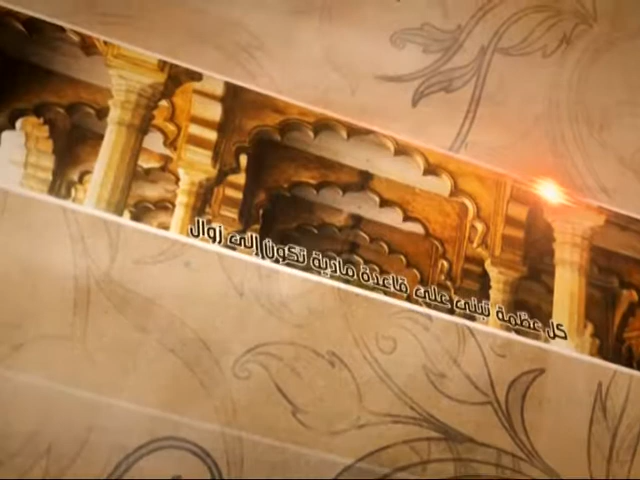 كل عظمة تبنى على قاعدة مادية تكون إلى زوال